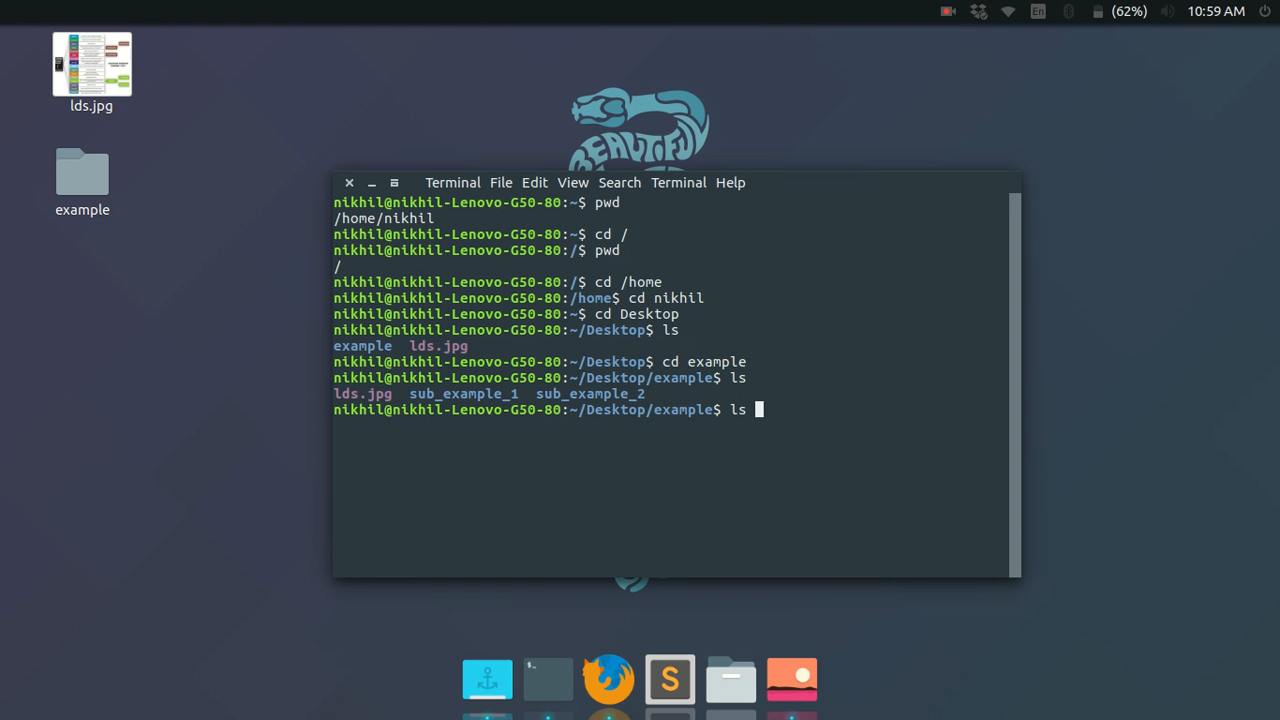 En (62%) 10:59 AM
lds.jpg
example
BEAUTIFUL
Terminal File Edit View Search Terminal Help
nikhil@nikhil-Lenovo-G50-80:~$ pwd
/home/nikhil
nikhil@nikhil-Lenovo-G50-80:~$ cd /
nikhil@nikhil-Lenovo-G50-80:/$ pwd
/
nikhil@nikhil-Lenovo-G50-80:/$ cd /home
nikhil@nikhil-Lenovo-G50-80:/home$ cd nikhil
nikhil@nikhil-Lenovo-G50-80:~$ cd Desktop
nikhil@nikhil-Lenovo-G50-80:~/Desktop$ ls
example lds.jpg
nikhil@nikhil-Lenovo-G50-80:~/Desktop$ cd example
nikhil@nikhil-Lenovo-G50-80:~/Desktop/example$ ls
lds.jpg sub_example_1 sub_example_2
nikhil@nikhil-Lenovo-G50-80:~/Desktop/example$ ls
$_
S